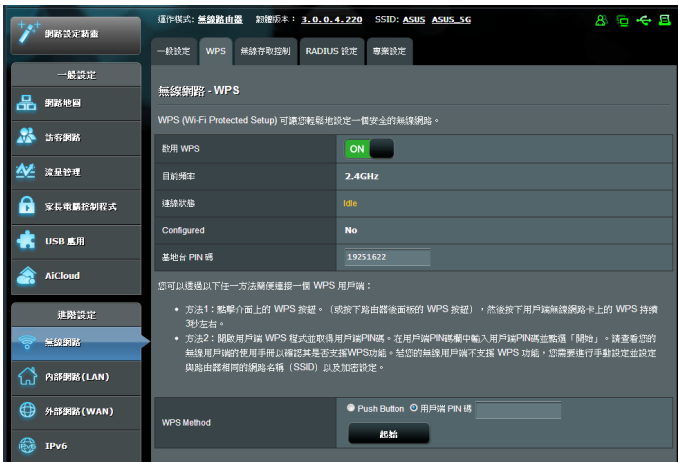 運作模式: 無線路由器 韌體版本: 3.0.0.4.220 SSID: ASUS ASUS_5G
網路設定精靈
一般設定 WPS 無線存取控制 RADIUS 設定 專業設定
一般設定
網路地圖
訪客網路
流量管理
家長電腦控制程式
USB 應用
AiCloud
進階設定
無線網路
內部網路(LAN)
外部網路(WAN)
IPv6
無線網路 - WPS
WPS (Wi-Fi Protected Setup) 可讓您輕鬆地設定一個安全的無線網路。
啟用 WPS ON
目前頻率 2.4GHz
連線狀態 Idle
Configured No
基地台 PIN 碼 19251622
您可以透過以下任一方法簡便連接一個 WPS 用戶端：
• 方法1：點擊介面上的 WPS 按鈕。（或按下路由器後面板的 WPS 按鈕），然後按下用戶端無線網路卡上的 WPS 持續
3秒左右。
• 方法2：開啟用戶端 WPS 程式並取得用戶端PIN碼。在用戶端PIN碼欄中輸入用戶端PIN碼並點選「開始」。請查看您的
無線用戶端的使用手冊以確認其是否支援WPS功能。若您的無線用戶端不支援 WPS 功能，您需要進行手動設定並設定
與路由器相同的網路名稱（SSID）以及加密設定。
WPS Method Push Button 用戶端 PIN 碼
起始